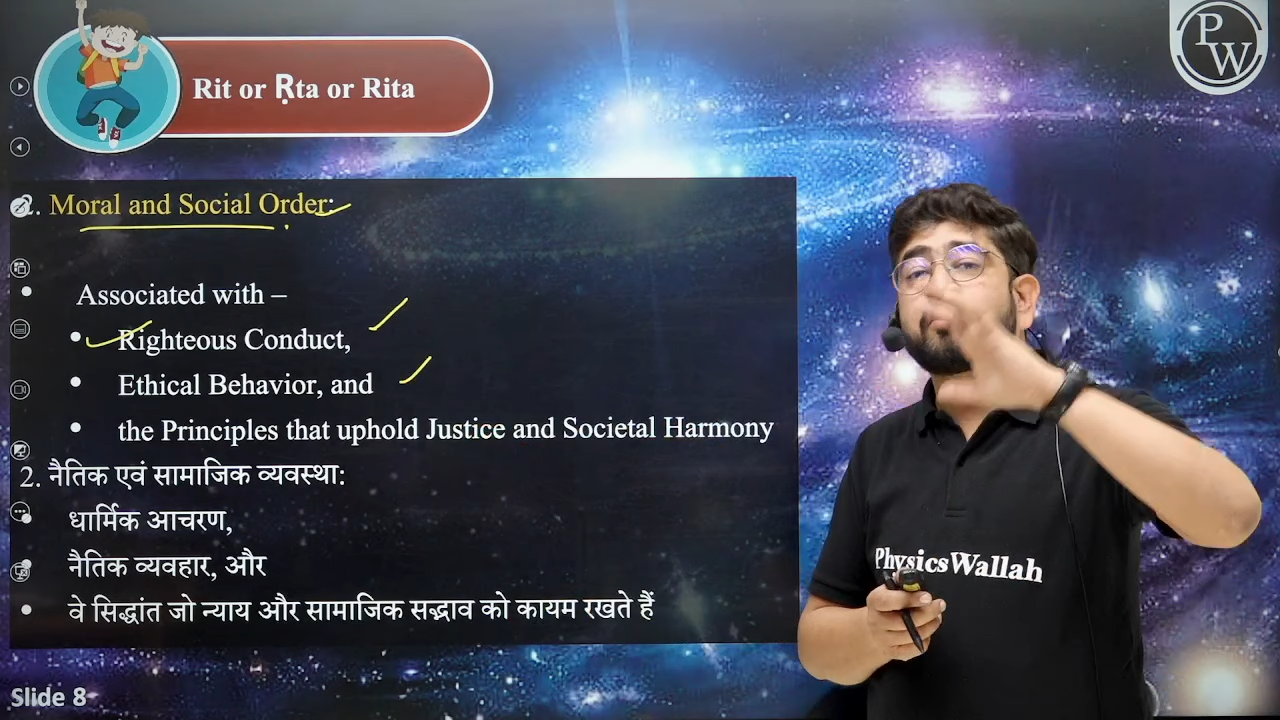 Rit or Ṛta or Rita
P
W
2. Moral and Social Order:
• Associated with –
• Righteous Conduct,
• Ethical Behavior, and
• the Principles that uphold Justice and Societal Harmony
2. नैतिक एवं सामाजिक व्यवस्था:
• धार्मिक आचरण,
• नैतिक व्यवहार, और
• वे सिद्धांत जो न्याय और सामाजिक सद्भाव को कायम रखते हैं
PhysicsWallah
Slide 8